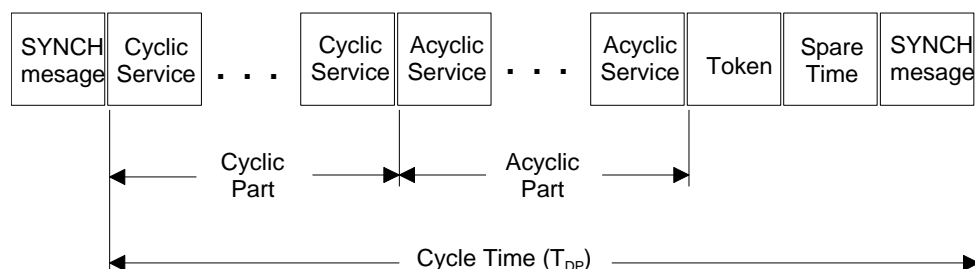 SYNCH
mesage
Cyclic
Service
. . .
Cyclic
Service
Acyclic
Service
. . .
Acyclic
Service
Token
Spare
Time
SYNCH
mesage
Cyclic
Part
Acyclic
Part
Cycle Time (T_DP)